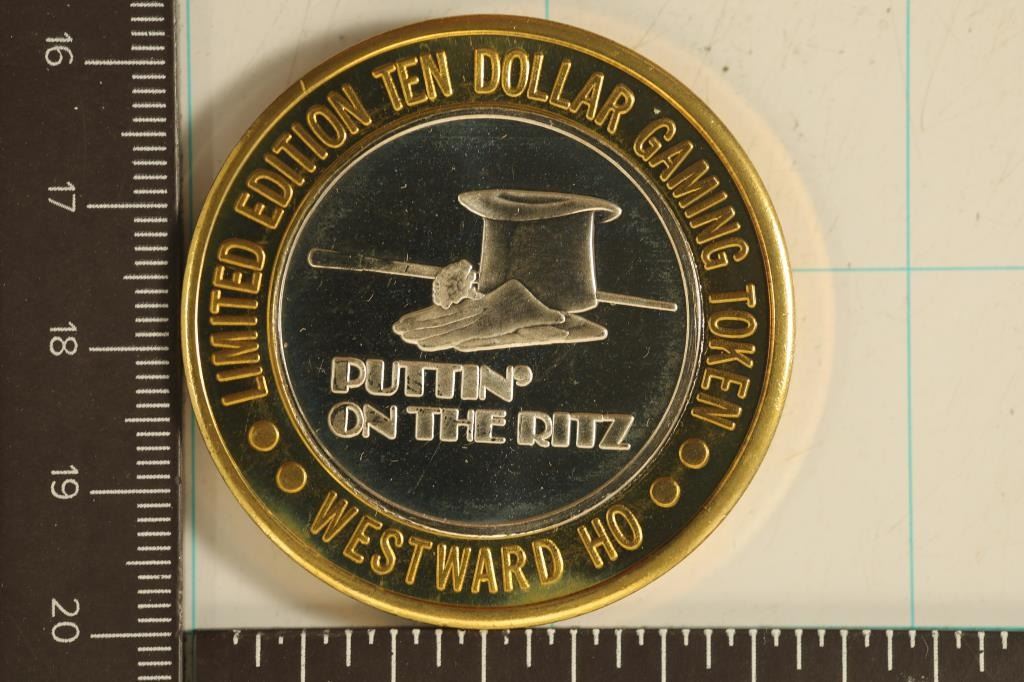 LIMITED EDITION TEN DOLLAR GAMING TOKEN
PUTTIN'
ON THE RITZ
WESTWARD HO
16
17
18
19
20